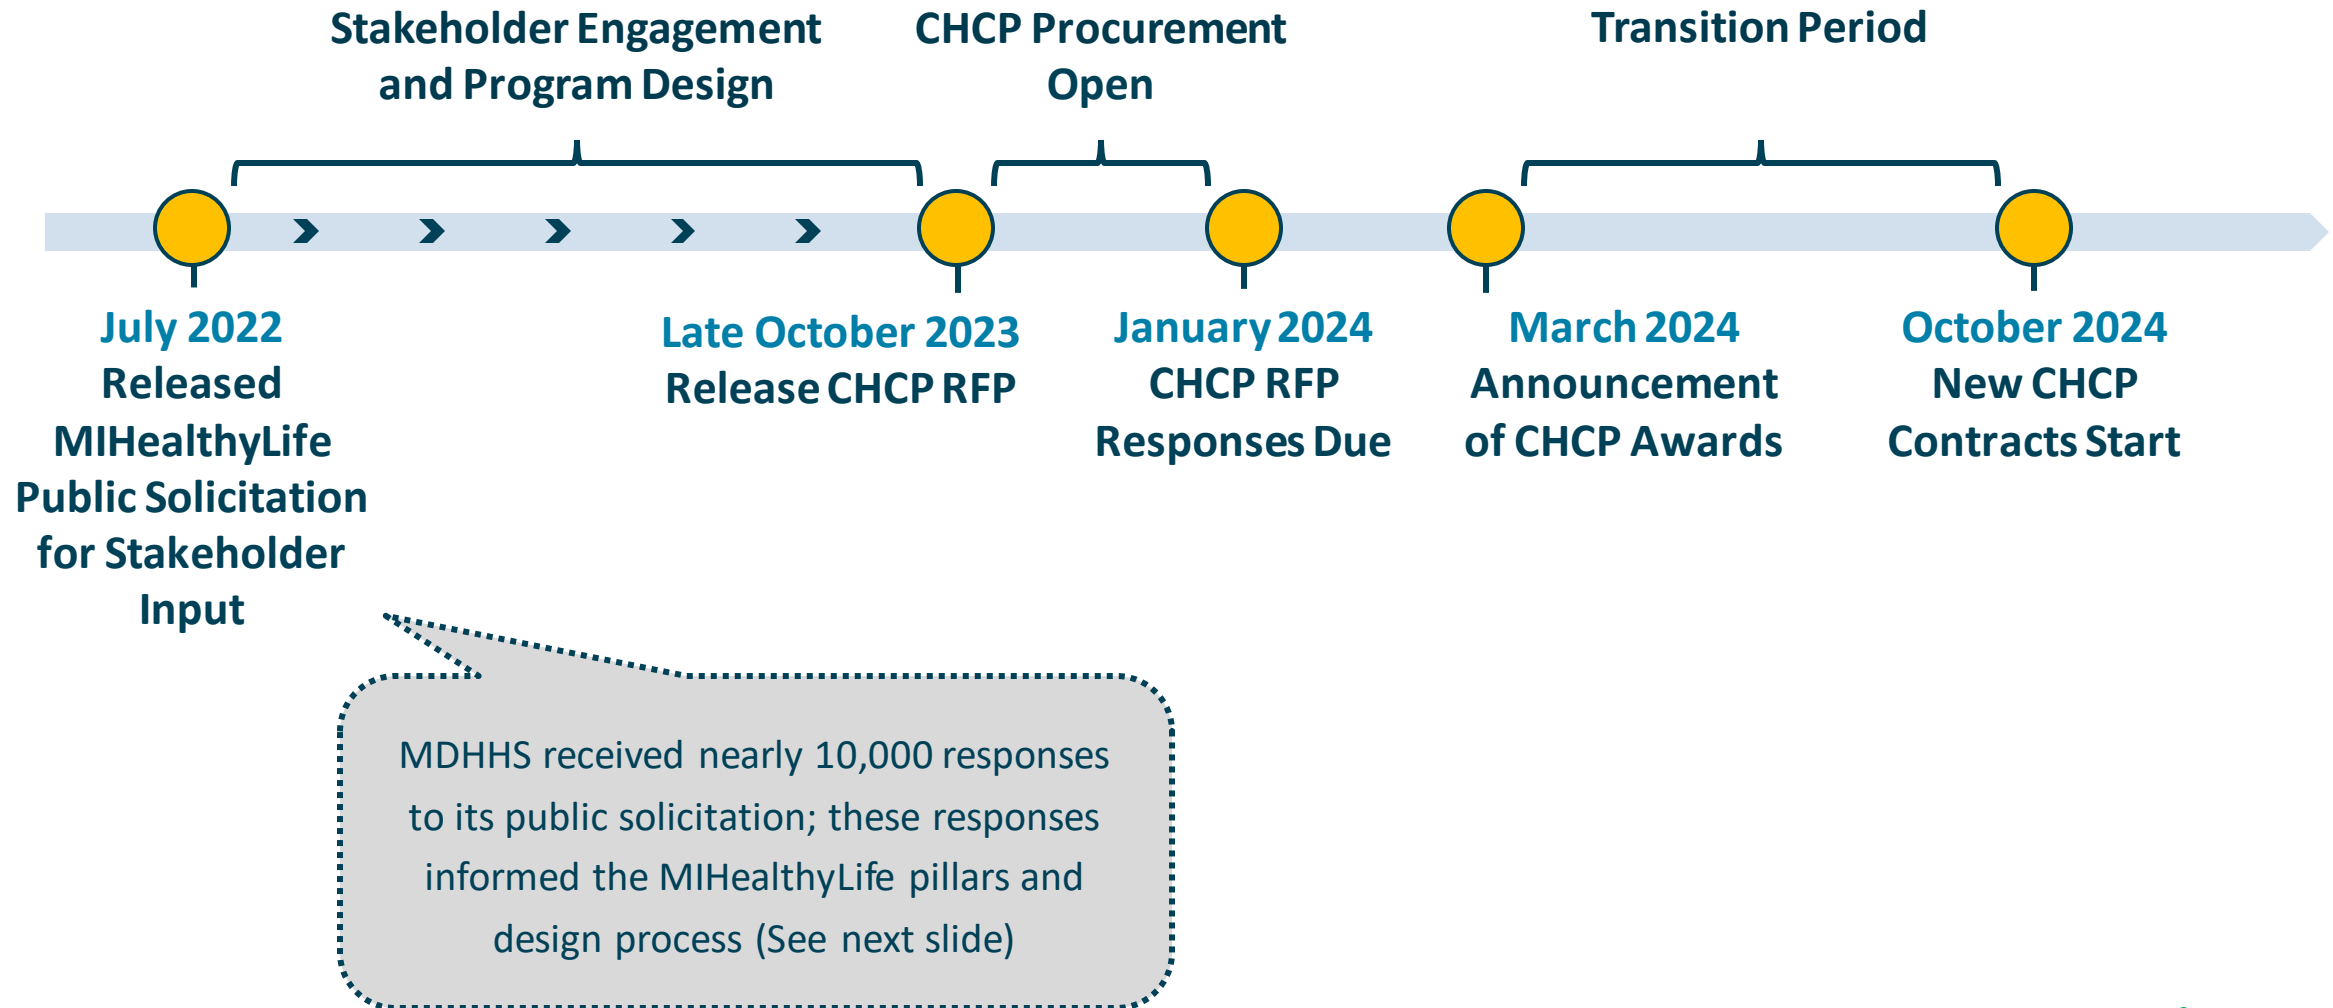 Stakeholder Engagement
and Program Design
CHCP Procurement
Open
Transition Period
July 2022
Released
MIHealthyLife
Public Solicitation
for Stakeholder
Input
Late October 2023
Release CHCP RFP
January 2024
CHCP RFP
Responses Due
March 2024
Announcement
of CHCP Awards
October 2024
New CHCP
Contracts Start
MDHHS received nearly 10,000 responses
to its public solicitation; these responses
informed the MIHealthyLife pillars and
design process (See next slide)